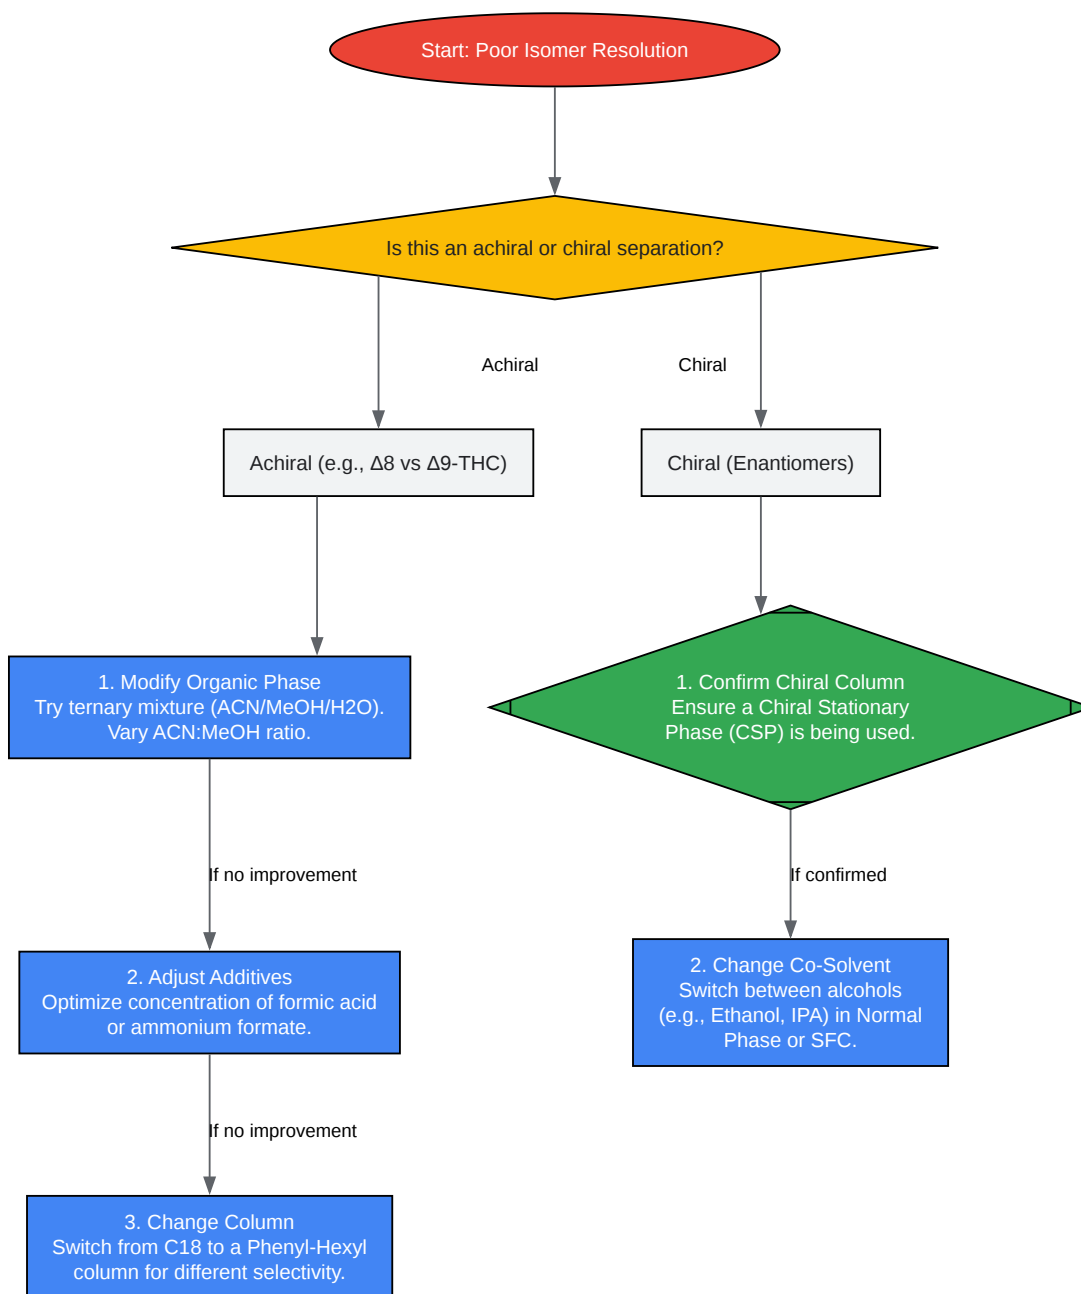 Start: Poor Isomer Resolution
Is this an achiral or chiral separation?
Achiral
Chiral
Achiral (e.g., Δ8 vs Δ9-THC)
Chiral (Enantiomers)
1. Modify Organic Phase
Try ternary mixture (ACN/MeOH/H2O).
Vary ACN:MeOH ratio.
1. Confirm Chiral Column
Ensure a Chiral Stationary
Phase (CSP) is being used.
If no improvement
If confirmed
2. Adjust Additives
Optimize concentration of formic acid
or ammonium formate.
2. Change Co-Solvent
Switch between alcohols
(e.g., Ethanol, IPA) in Normal
Phase or SFC.
If no improvement
3. Change Column
Switch from C18 to a Phenyl-Hexyl
column for different selectivity.